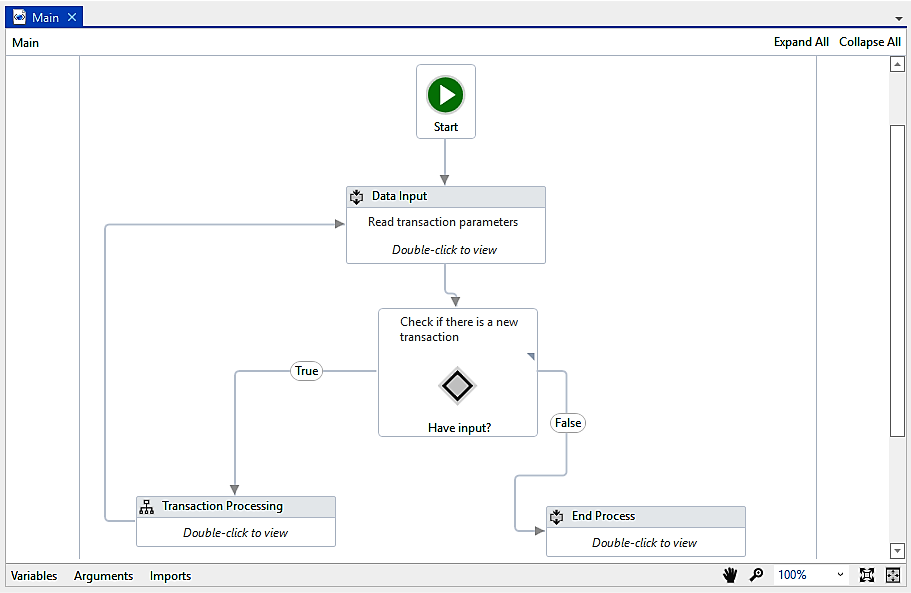 Main
Main
Expand All
Collapse All
Start
Data Input
Read transaction parameters
Double-click to view
Check if there is a new
transaction
True
Have input?
False
Transaction Processing
Double-click to view
End Process
Double-click to view
Variables
Arguments
Imports
100%